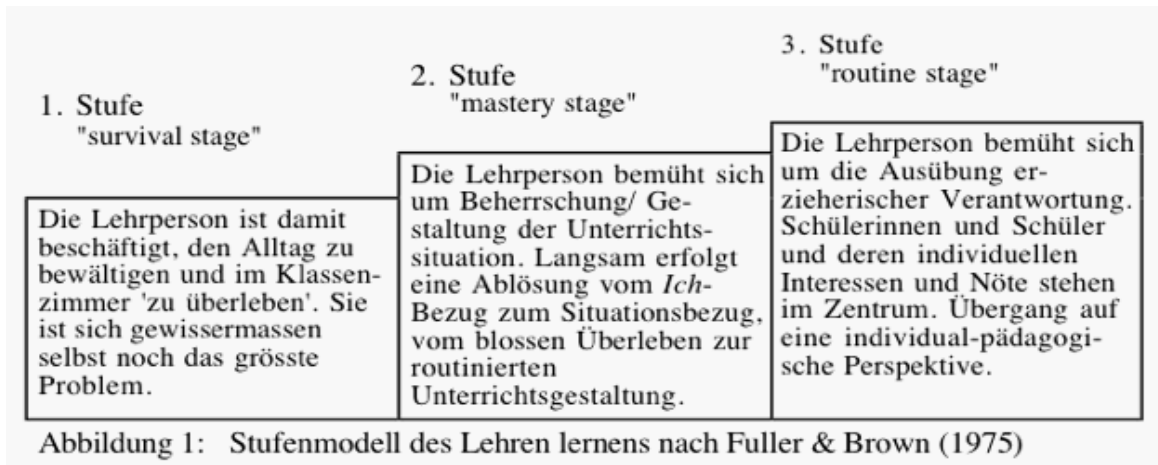 1. Stufe
"survival stage"
Die Lehrperson ist damit
beschäftigt, den Alltag zu
bewältigen und im Klassen-
zimmer 'zu überleben'. Sie
ist sich gewissermassen
selbst noch das grösste
Problem.
2. Stufe
"mastery stage"
Die Lehrperson bemüht sich
um Beherrschung/ Ge-
staltung der Unterrichts-
situation. Langsam erfolgt
eine Ablösung vom Ich-
Bezug zum Situationsbezug,
vom blossen Überleben zur
routinierten
Unterrichtsgestaltung.
3. Stufe
"routine stage"
Die Lehrperson bemüht sich
um die Ausübung er-
zieherischer Verantwortung.
Schülerinnen und Schüler
und deren individuellen
Interessen und Nöte stehen
im Zentrum. Übergang auf
eine individual-pädagogi-
sche Perspektive.
Abbildung 1: Stufenmodell des Lehren lernens nach Fuller & Brown (1975)